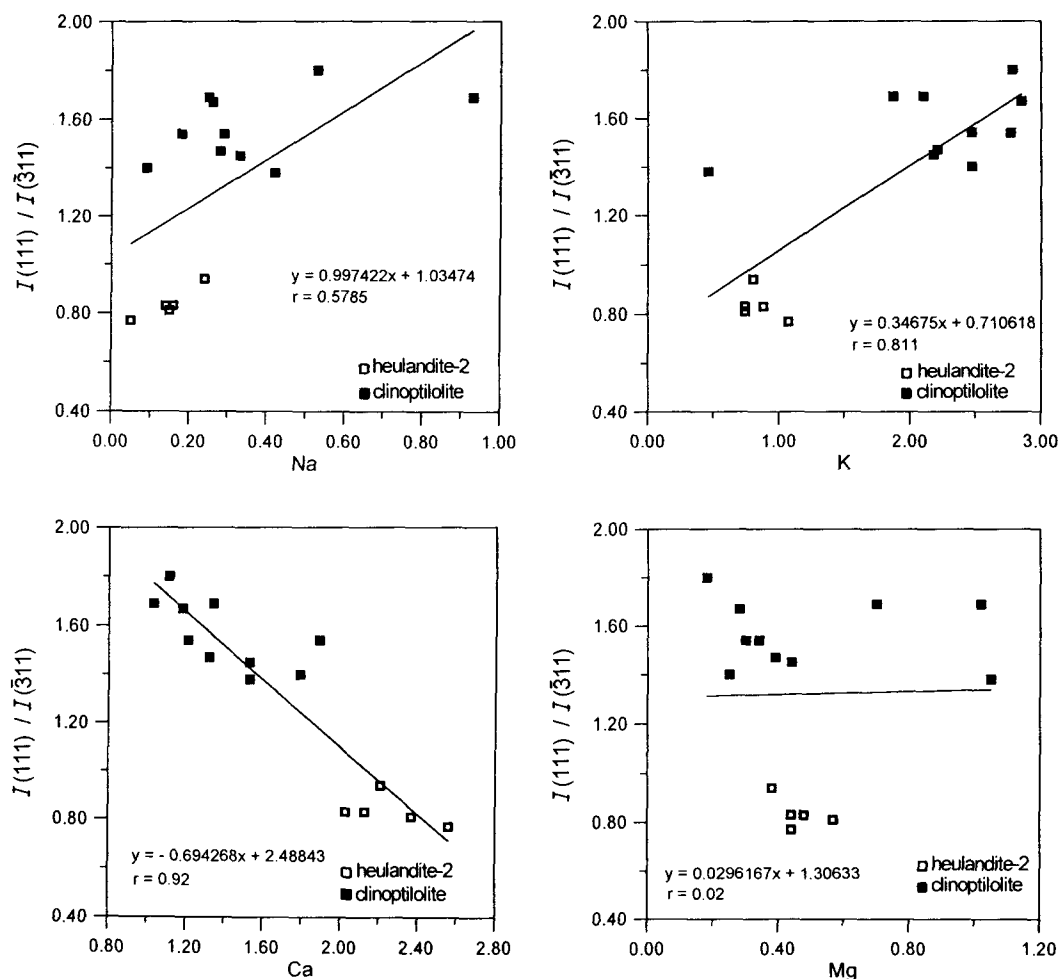 2.00
1.60
1.20
0.80
0.40
I(111) / I(3̄11)
y = 0.997422x + 1.03474
r = 0.5785
heulandite-2
clinoptilolite
0.00 0.20 0.40 0.60 0.80 1.00
Na
2.00
1.60
1.20
0.80
0.40
I(111) / I(3̄11)
y = 0.34675x + 0.710618
r = 0.811
heulandite-2
clinoptilolite
0.00 1.00 2.00 3.00
K
2.00
1.60
1.20
0.80
0.40
I(111) / I(3̄11)
y = - 0.694268x + 2.48843
r = 0.92
heulandite-2
clinoptilolite
0.80 1.20 1.60 2.00 2.40 2.80
Ca
2.00
1.60
1.20
0.80
0.40
I(111) / I(3̄11)
y = 0.0296167x + 1.30633
r = 0.02
heulandite-2
clinoptilolite
0.00 0.40 0.80 1.20
Mg